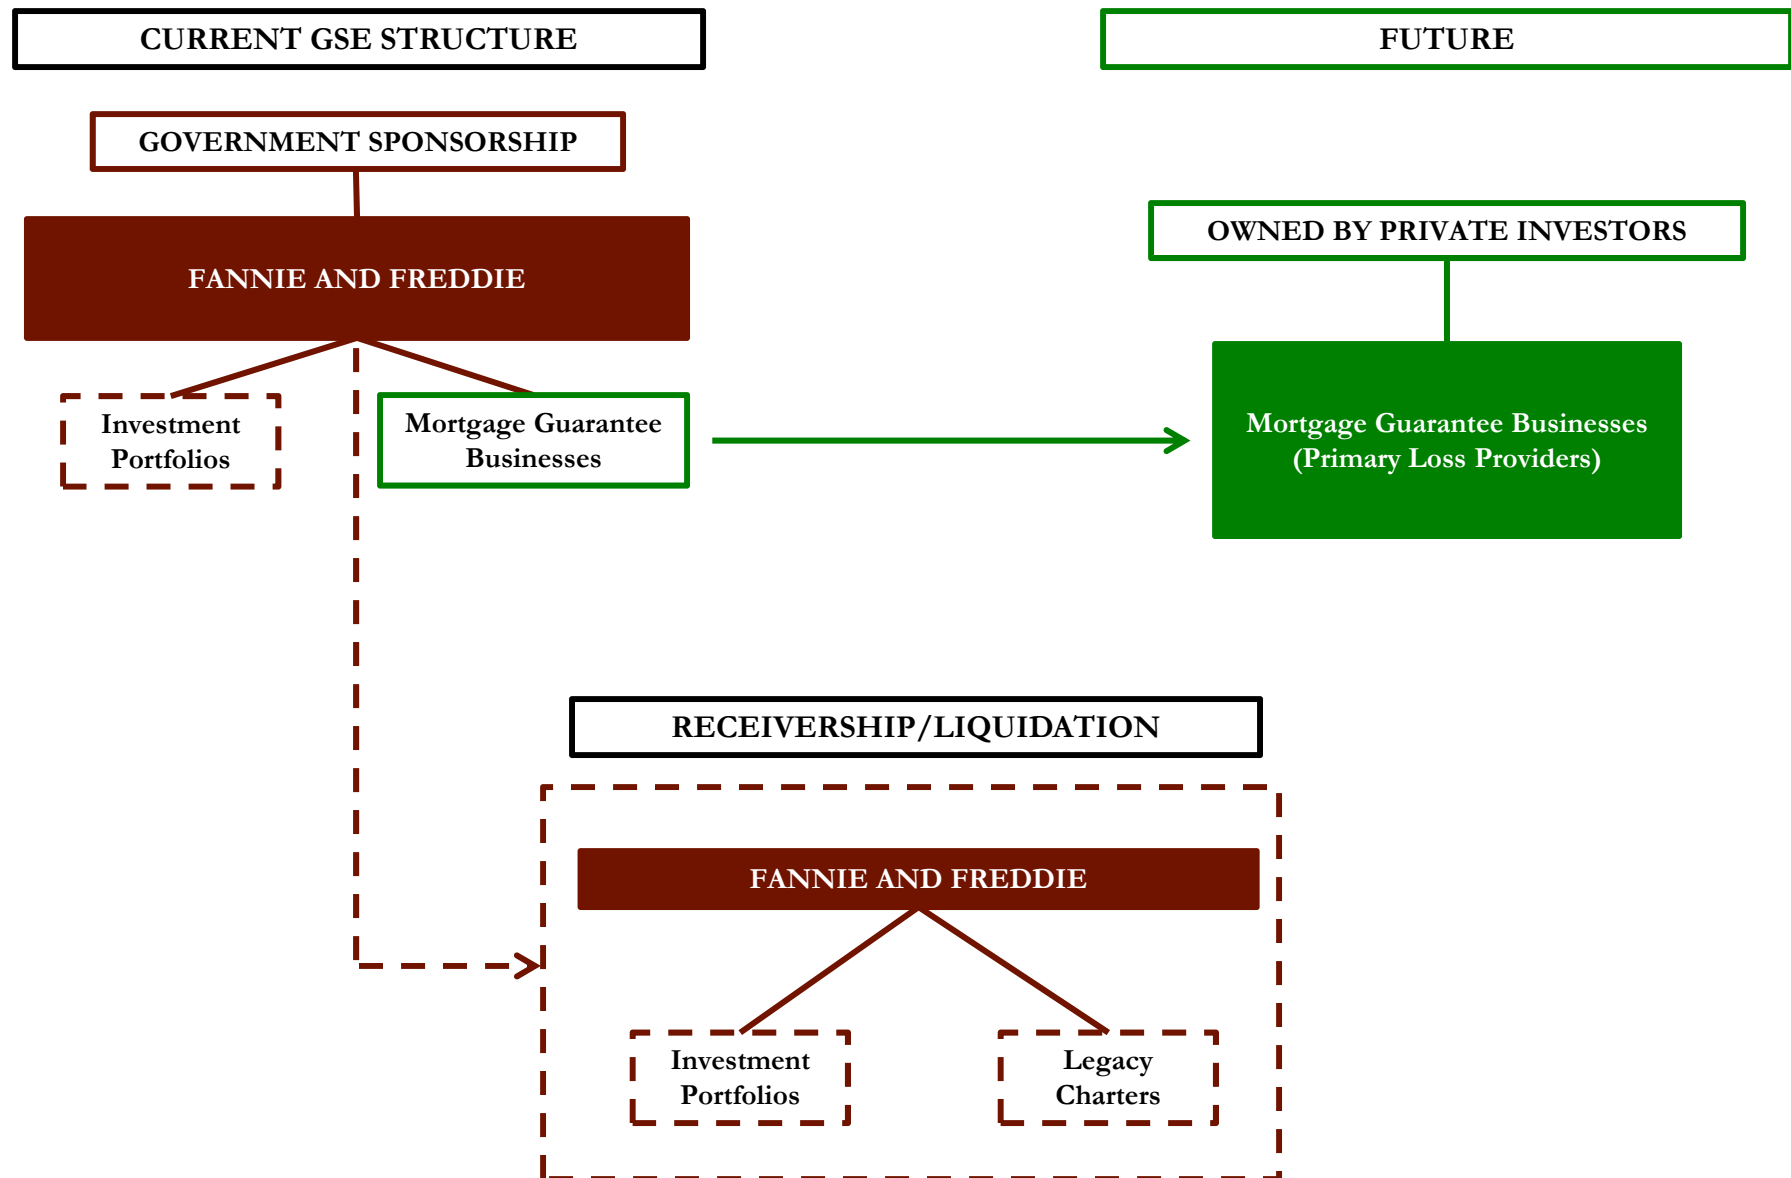 CURRENT GSE STRUCTURE
FUTURE
GOVERNMENT SPONSORSHIP
FANNIE AND FREDDIE
OWNED BY PRIVATE INVESTORS
Investment
Portfolios
Mortgage Guarantee
Businesses
Mortgage Guarantee Businesses
(Primary Loss Providers)
RECEIVERSHIP/LIQUIDATION
FANNIE AND FREDDIE
Investment
Portfolios
Legacy
Charters